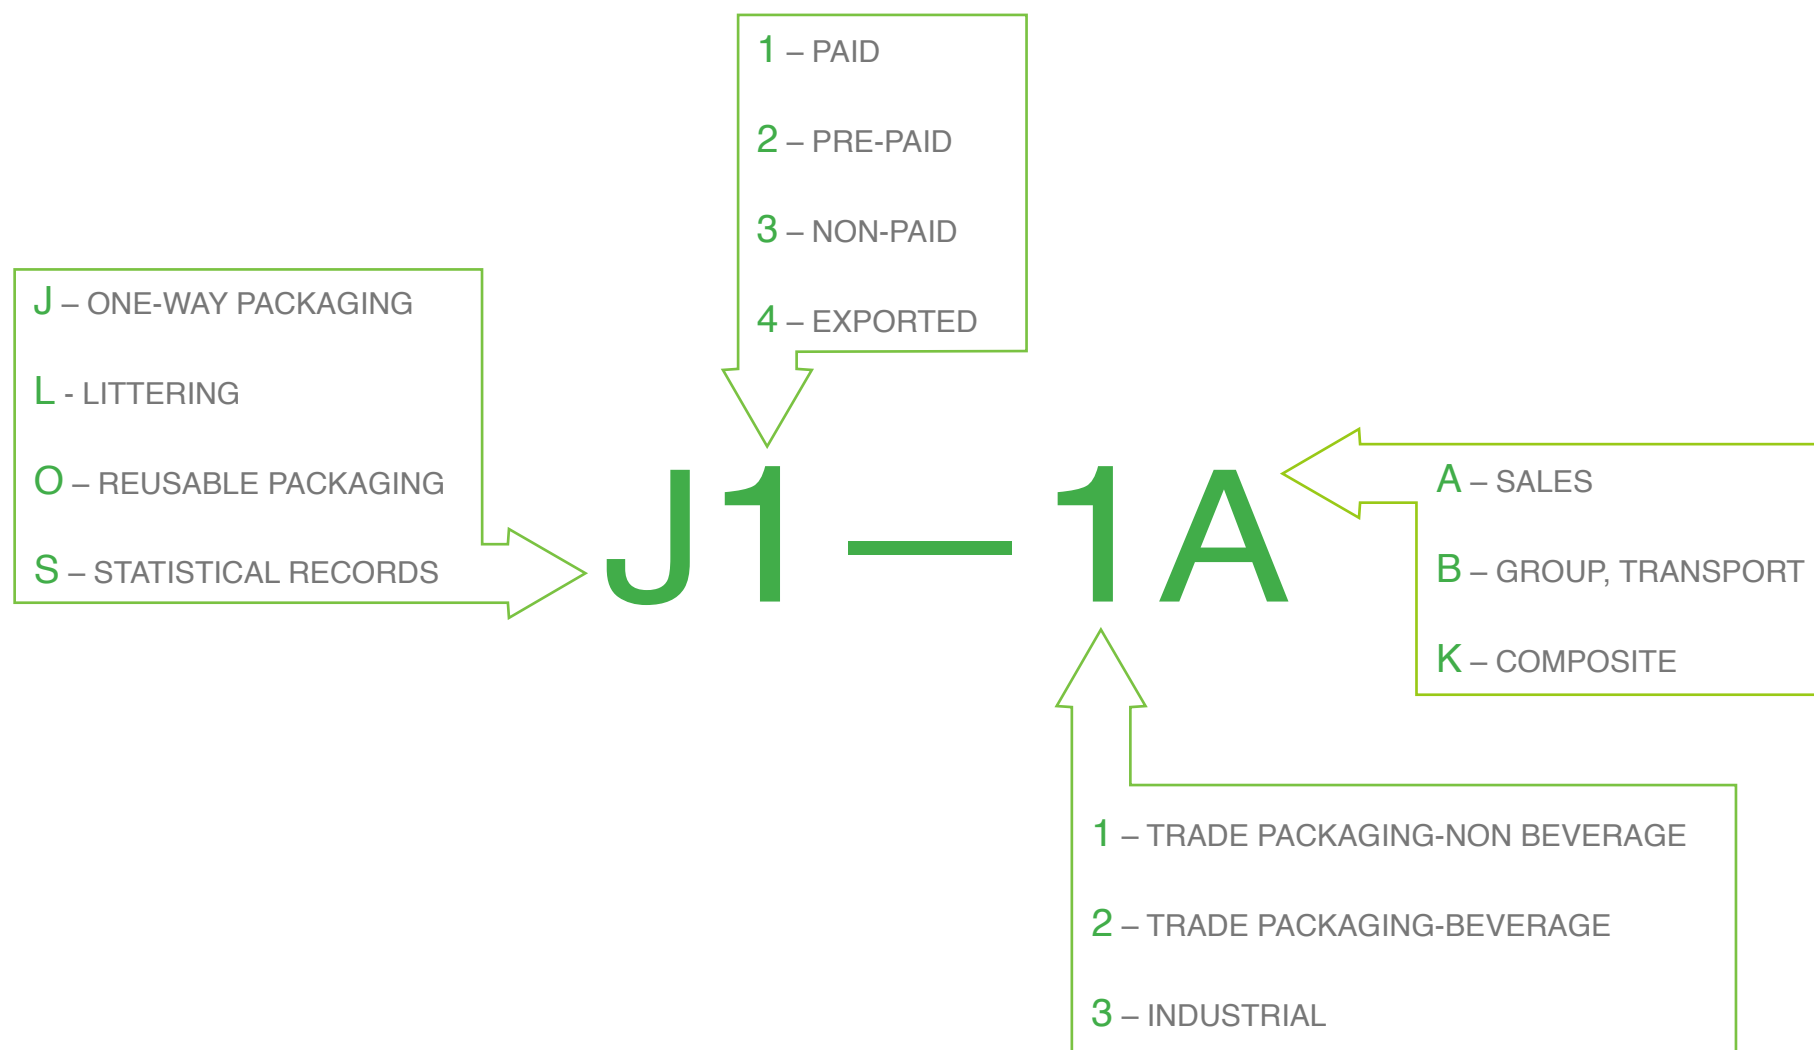 1 – PAID
2 – PRE-PAID
3 – NON-PAID
4 – EXPORTED
J – ONE-WAY PACKAGING
L - LITTERING
O – REUSABLE PACKAGING
S – STATISTICAL RECORDS
J1 — 1A
A – SALES
B – GROUP, TRANSPORT
K – COMPOSITE
1 – TRADE PACKAGING-NON BEVERAGE
2 – TRADE PACKAGING-BEVERAGE
3 – INDUSTRIAL